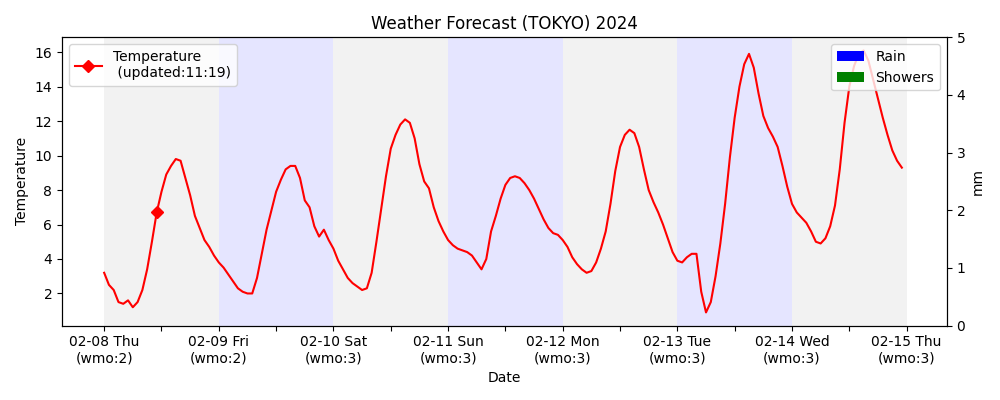 Weather Forecast (TOKYO) 2024
Temperature
(updated:11:19)
Rain
Showers
16
14
12
10
8
6
4
2
Temperature
5
4
3
2
1
0
mm
02-08 Thu
(wmo:2)
02-09 Fri
(wmo:2)
02-10 Sat
(wmo:3)
02-11 Sun
(wmo:3)
02-12 Mon
(wmo:3)
02-13 Tue
(wmo:3)
02-14 Wed
(wmo:3)
02-15 Thu
(wmo:3)
Date